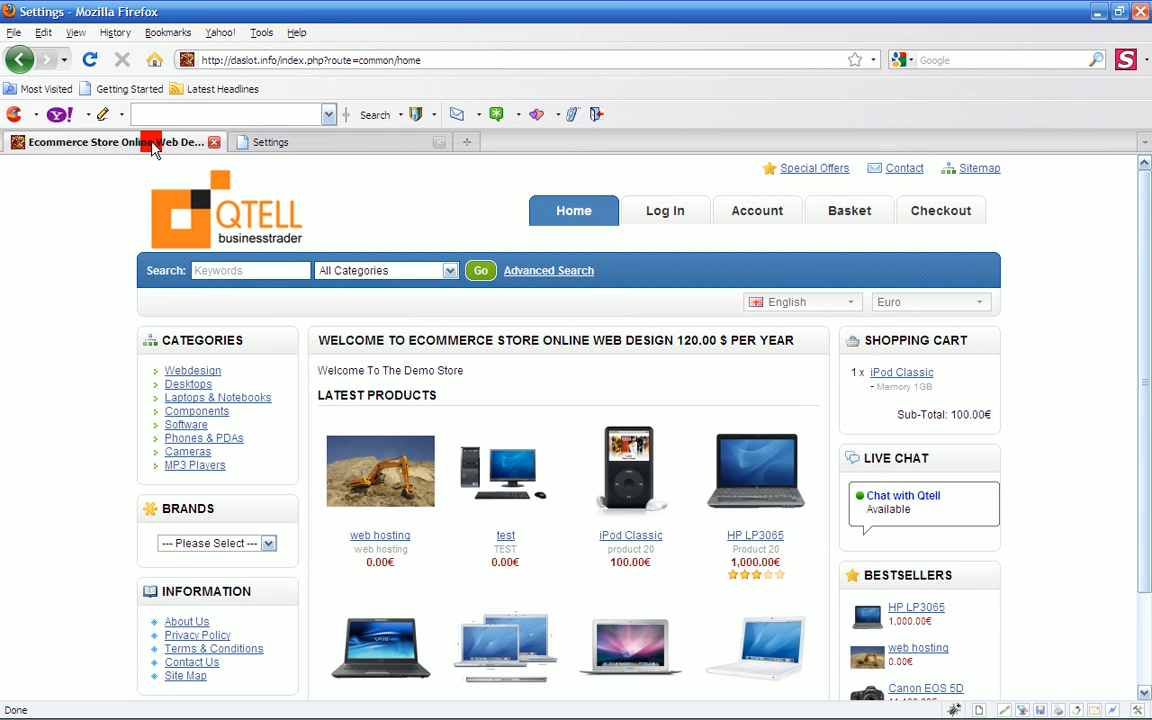 Settings - Mozilla Firefox
File Edit View History Bookmarks Yahoo! Tools Help
http://daslot.info/index.php?route=common/home
Google
S
Most Visited Getting Started Latest Headlines
Y! Search
Ecommerce Store Online Web De... Settings
Special Offers Contact Sitemap
QTELL
businesstrader
Home Log In Account Basket Checkout
Search: Keywords All Categories Go Advanced Search
English Euro
CATEGORIES
Webdesign
Desktops
Laptops & Notebooks
Components
Software
Phones & PDAs
Cameras
MP3 Players
BRANDS
--- Please Select ---
INFORMATION
About Us
Privacy Policy
Terms & Conditions
Contact Us
Site Map
WELCOME TO ECOMMERCE STORE ONLINE WEB DESIGN 120.00 $ PER YEAR
Welcome To The Demo Store
LATEST PRODUCTS
web hosting
web hosting
0.00€
test
TEST
0.00€
iPod Classic
product 20
100.00€
HP LP3065
Product 20
1,000.00€
SHOPPING CART
1 x iPod Classic
- Memory 1GB
Sub-Total: 100.00€
LIVE CHAT
Chat with Qtell
Available
BESTSELLERS
HP LP3065
1,000.00€
web hosting
0.00€
Canon EOS 5D
Done